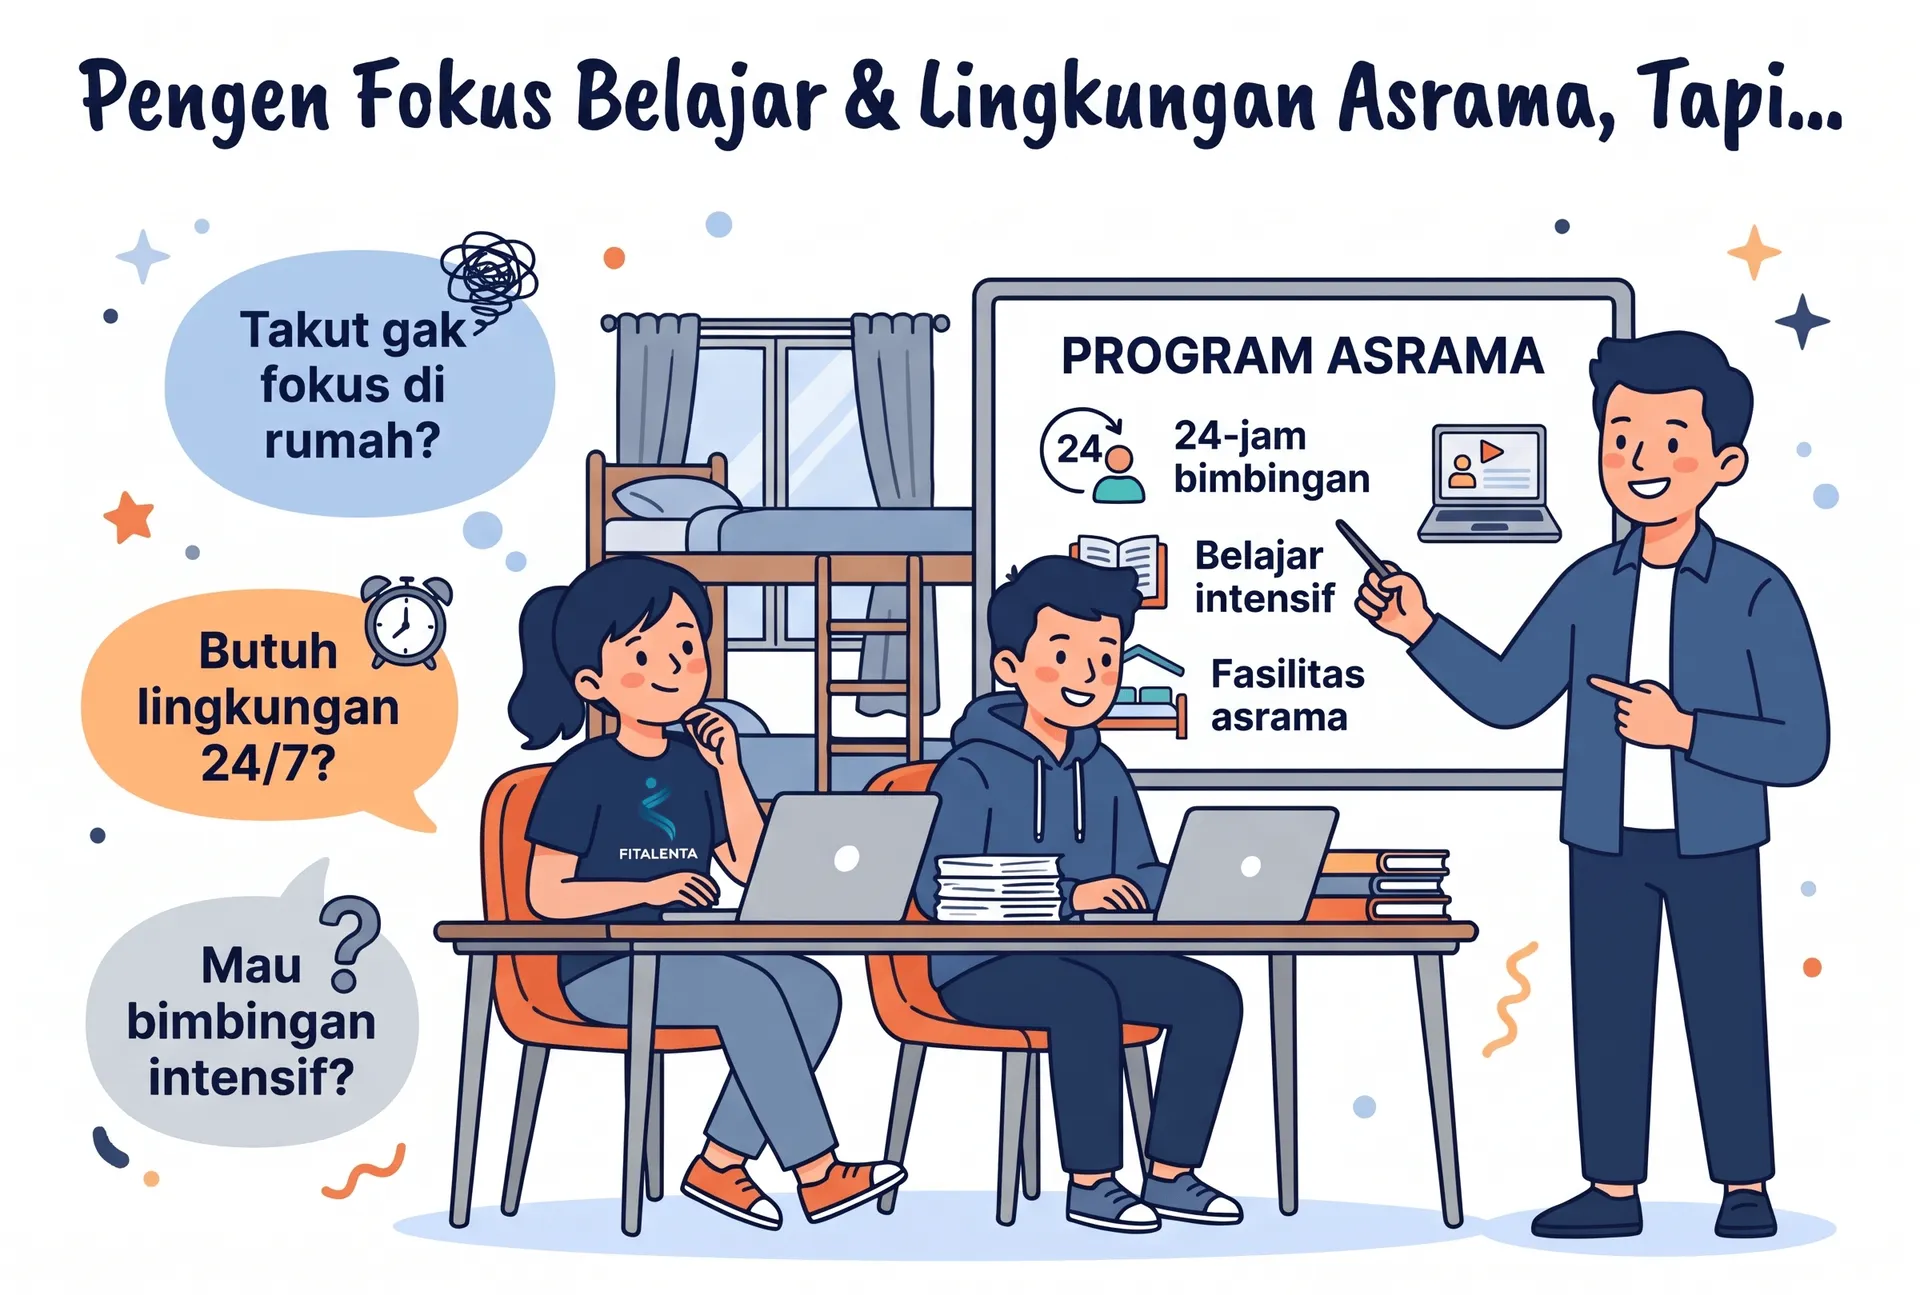 Pengen Fokus Belajar & Lingkungan Asrama, Tapi...
Takut gak
fokus di
rumah?
Butuh
lingkungan
24/7?
Mau
bimbingan
intensif?
?
PROGRAM ASRAMA
24
24-jam
bimbingan
Belajar
intensif
Fasilitas
asrama
FITALENTA